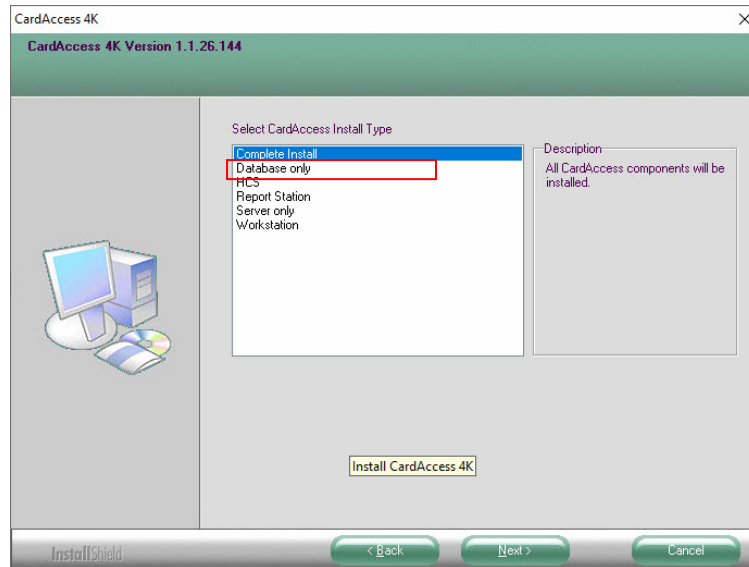 CardAccess 4K
CardAccess 4K Version 1.1.26.144
Select CardAccess Install Type
Complete Install
Database only
HCS
Report Station
Server only
Workstation
Description
All CardAccess components will be
installed.
Install CardAccess 4K
InstallShield
< Back
Next >
Cancel